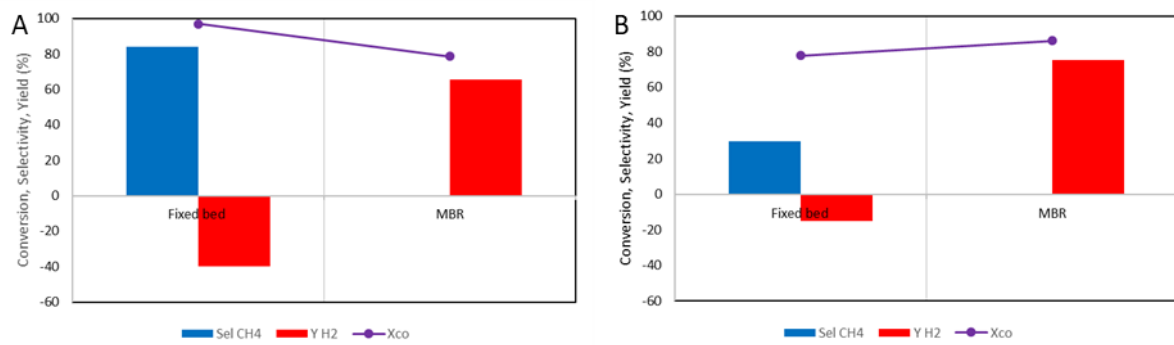 A
Conversion, Selectivity, Yield (%)
100
80
60
40
20
0
-20
-40
-60
Fixed bed
MBR
Sel CH4
Y H2
Xco
B
Conversion, Selectivity, Yield (%)
100
80
60
40
20
0
-20
-40
-60
Fixed bed
MBR
Sel CH4
Y H2
Xco